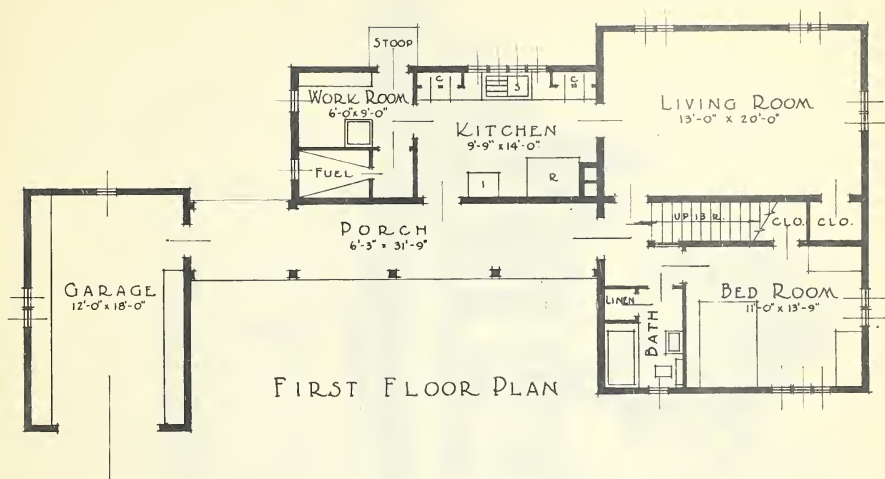 STOOP
C
S
C
WORK ROOM
6'-0" x 9'-0"
LIVING ROOM
13'-0" x 20'-0"
KITCHEN
9'-9" x 14'-0"
FUEL
I
R
UP 13 R.
CLO.
CLO.
PORCH
6'-3" x 31'-9"
GARAGE
12'-0" x 18'-0"
LINEN
BATH
BED ROOM
11'-0" x 13'-9"
FIRST FLOOR PLAN